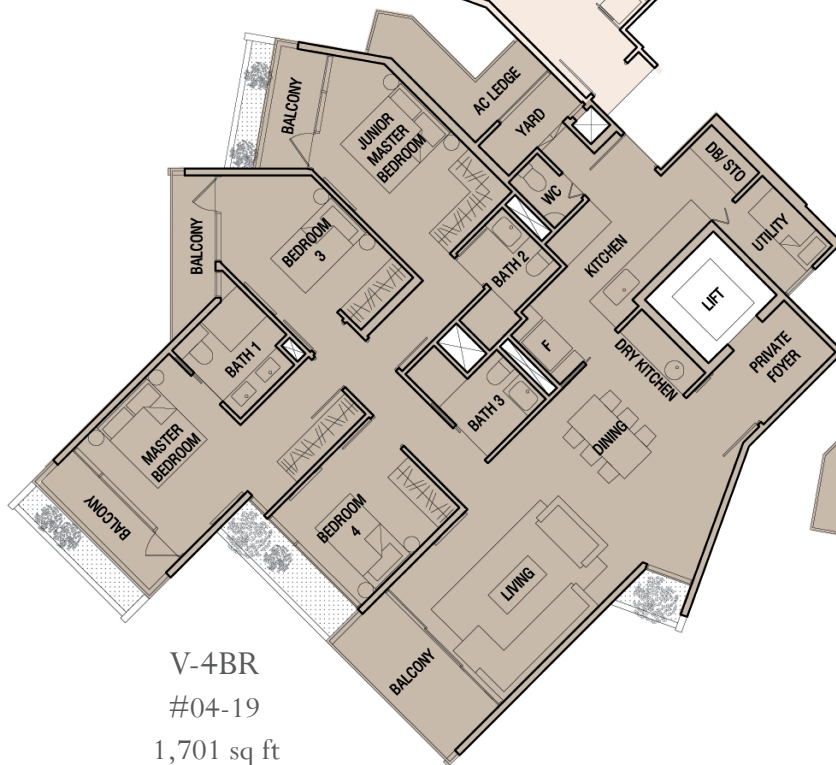 BALCONY
JUNIOR
MASTER
BEDROOM
AC LEDGE
YARD
WC
DB/ STO
UTILITY
BALCONY
BEDROOM
3
BATH 2
KITCHEN
LIFT
PRIVATE
FOYER
F
DRY KITCHEN
BATH 1
BATH 3
DINING
MASTER
BEDROOM
BALCONY
BEDROOM
4
LIVING
BALCONY
V-4BR
#04-19
1,701 sq ft